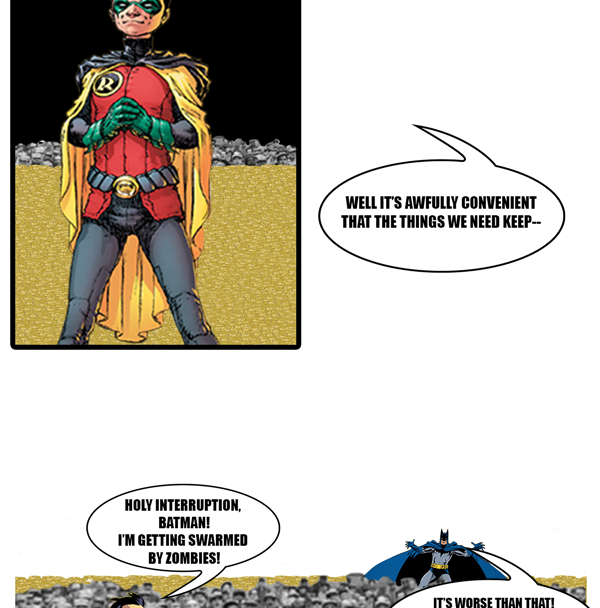 R
WELL IT'S AWFULLY CONVENIENT
THAT THE THINGS WE NEED KEEP--
HOLY INTERRUPTION,
BATMAN!
I'M GETTING SWARMED
BY ZOMBIES!
IT'S WORSE THAN THAT!